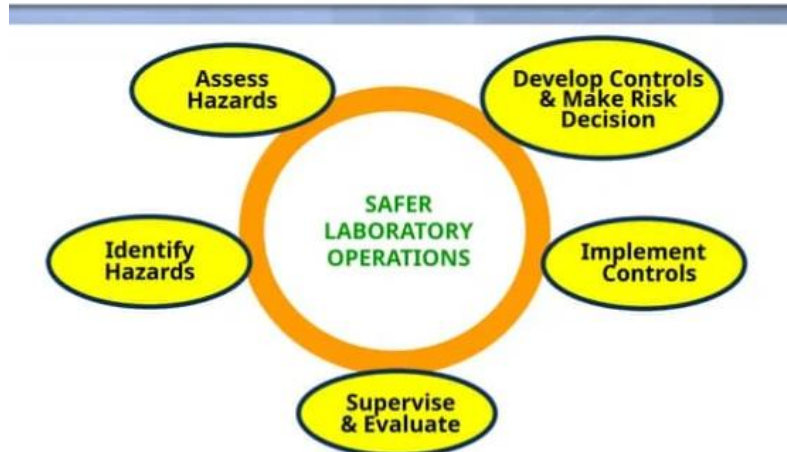 Assess
Hazards
Develop Controls
& Make Risk
Decision
SAFER
LABORATORY
OPERATIONS
Identify
Hazards
Implement
Controls
Supervise
& Evaluate